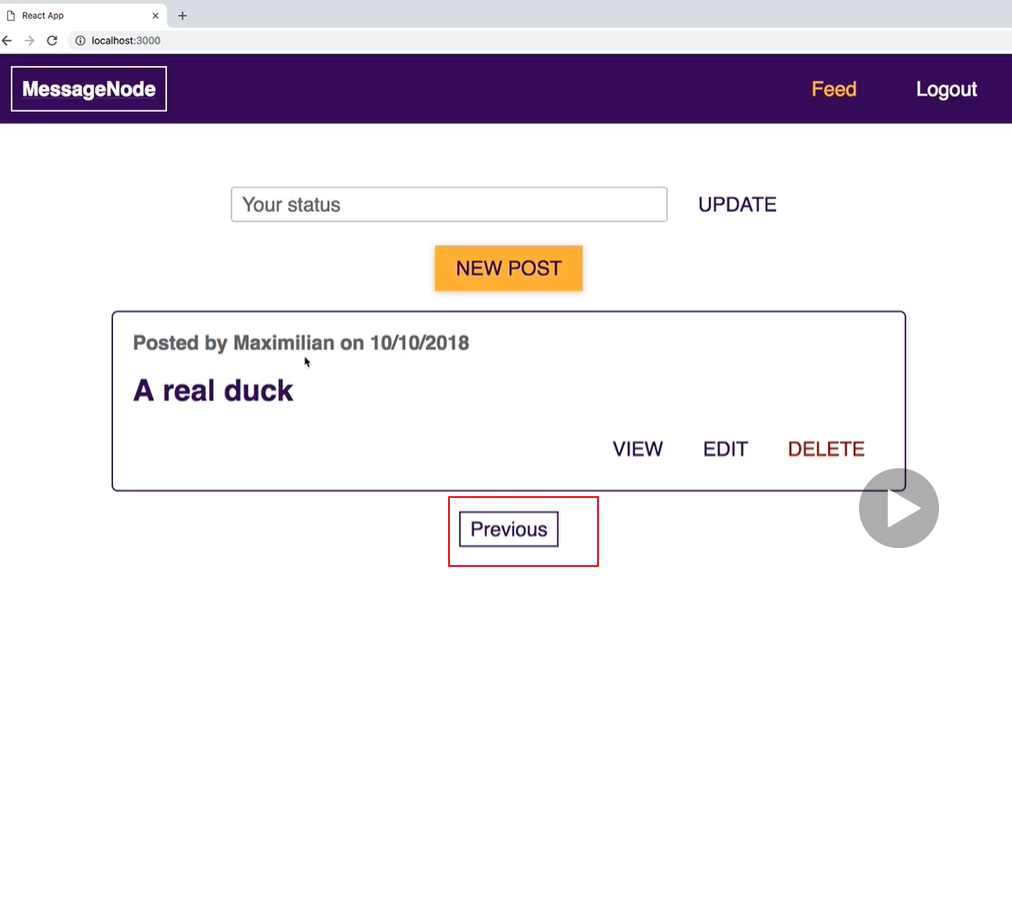 React App
localhost:3000
MessageNode Feed Logout
Your status UPDATE
NEW POST
Posted by Maximilian on 10/10/2018
A real duck
VIEW EDIT DELETE
Previous